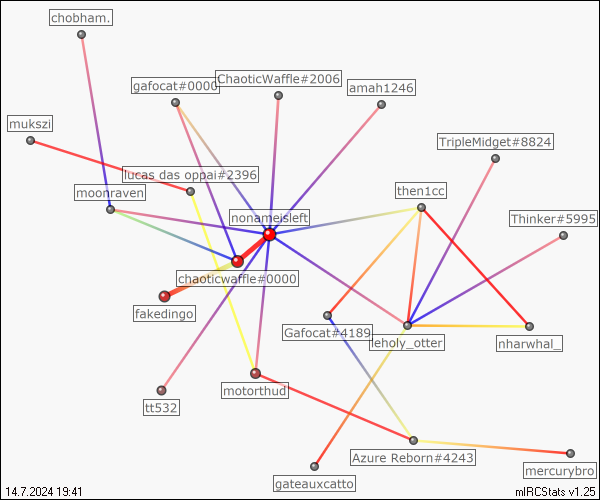 chobham.
ChaoticWaffle#2006
gafocat#0000
amah1246
mukszi
TripleMidget#8824
lucas das oppai#2396
moonraven
then1cc
nonameisleft
Thinker#5995
chaoticwaffle#0000
fakedingo
Gafocat#4189
leholy_otter
nharwhal_
motorthud
tt532
Azure Reborn#4243
mercurybro
gateauxcatto
14.7.2024 19:41
mIRCStats v1.25